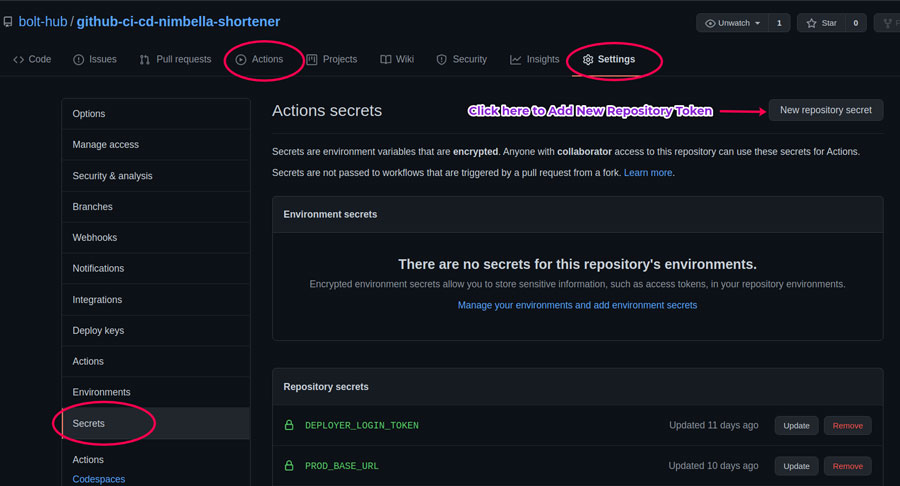 bolt-hub / github-ci-cd-nimbella-shortener
Unwatch 1 Star 0
Code Issues Pull requests Actions Projects Wiki Security Insights Settings
Options
Manage access
Security & analysis
Branches
Webhooks
Notifications
Integrations
Deploy keys
Actions
Environments
Secrets
Actions
Codespaces
Actions secrets
Click here to Add New Repository Token
New repository secret
Secrets are environment variables that are encrypted. Anyone with collaborator access to this repository can use these secrets for Actions.
Secrets are not passed to workflows that are triggered by a pull request from a fork. Learn more.
Environment secrets
There are no secrets for this repository's environments.
Encrypted environment secrets allow you to store sensitive information, such as access tokens, in your repository environments.
Manage your environments and add environment secrets
Repository secrets
DEPLOYER_LOGIN_TOKEN Updated 11 days ago Update Remove
PROD_BASE_URL Updated 10 days ago Update Remove